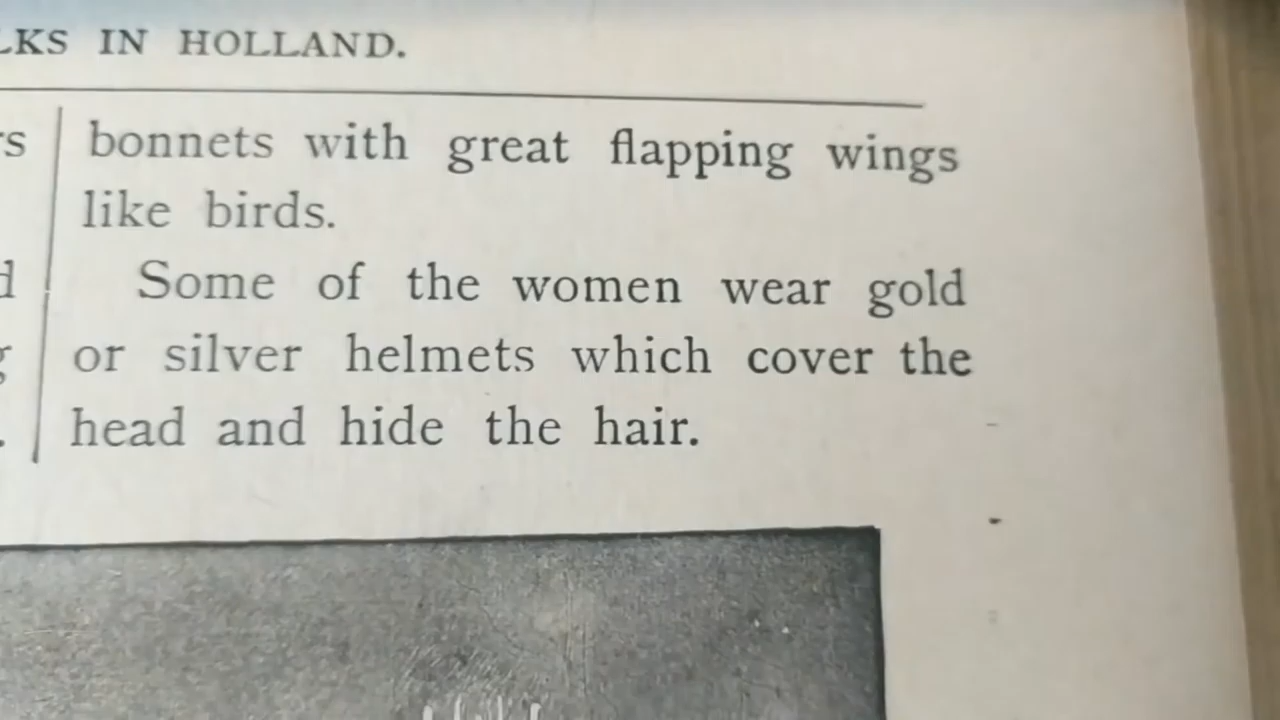 IN HOLLAND.
bonnets with great flapping wings
like birds.
Some of the women wear gold
or silver helmets which cover the
head and hide the hair.